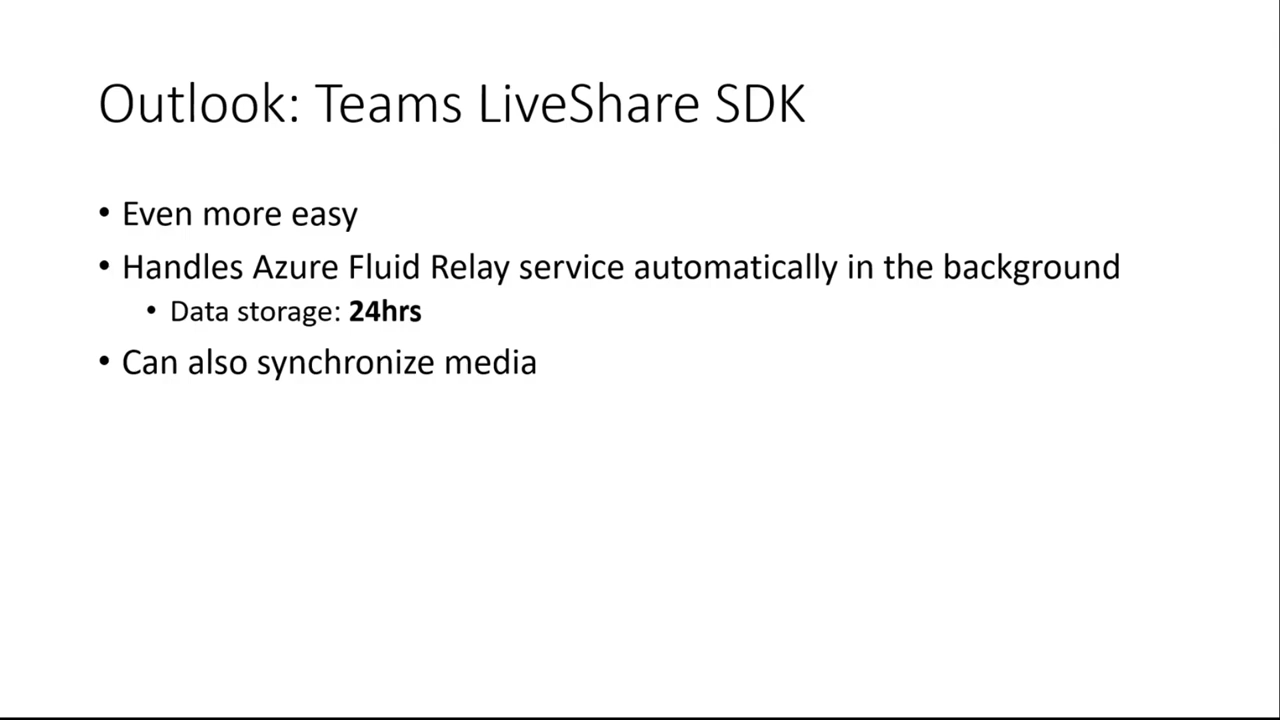 Outlook: Teams LiveShare SDK
• Even more easy
• Handles Azure Fluid Relay service automatically in the background
• Data storage: 24hrs
• Can also synchronize media